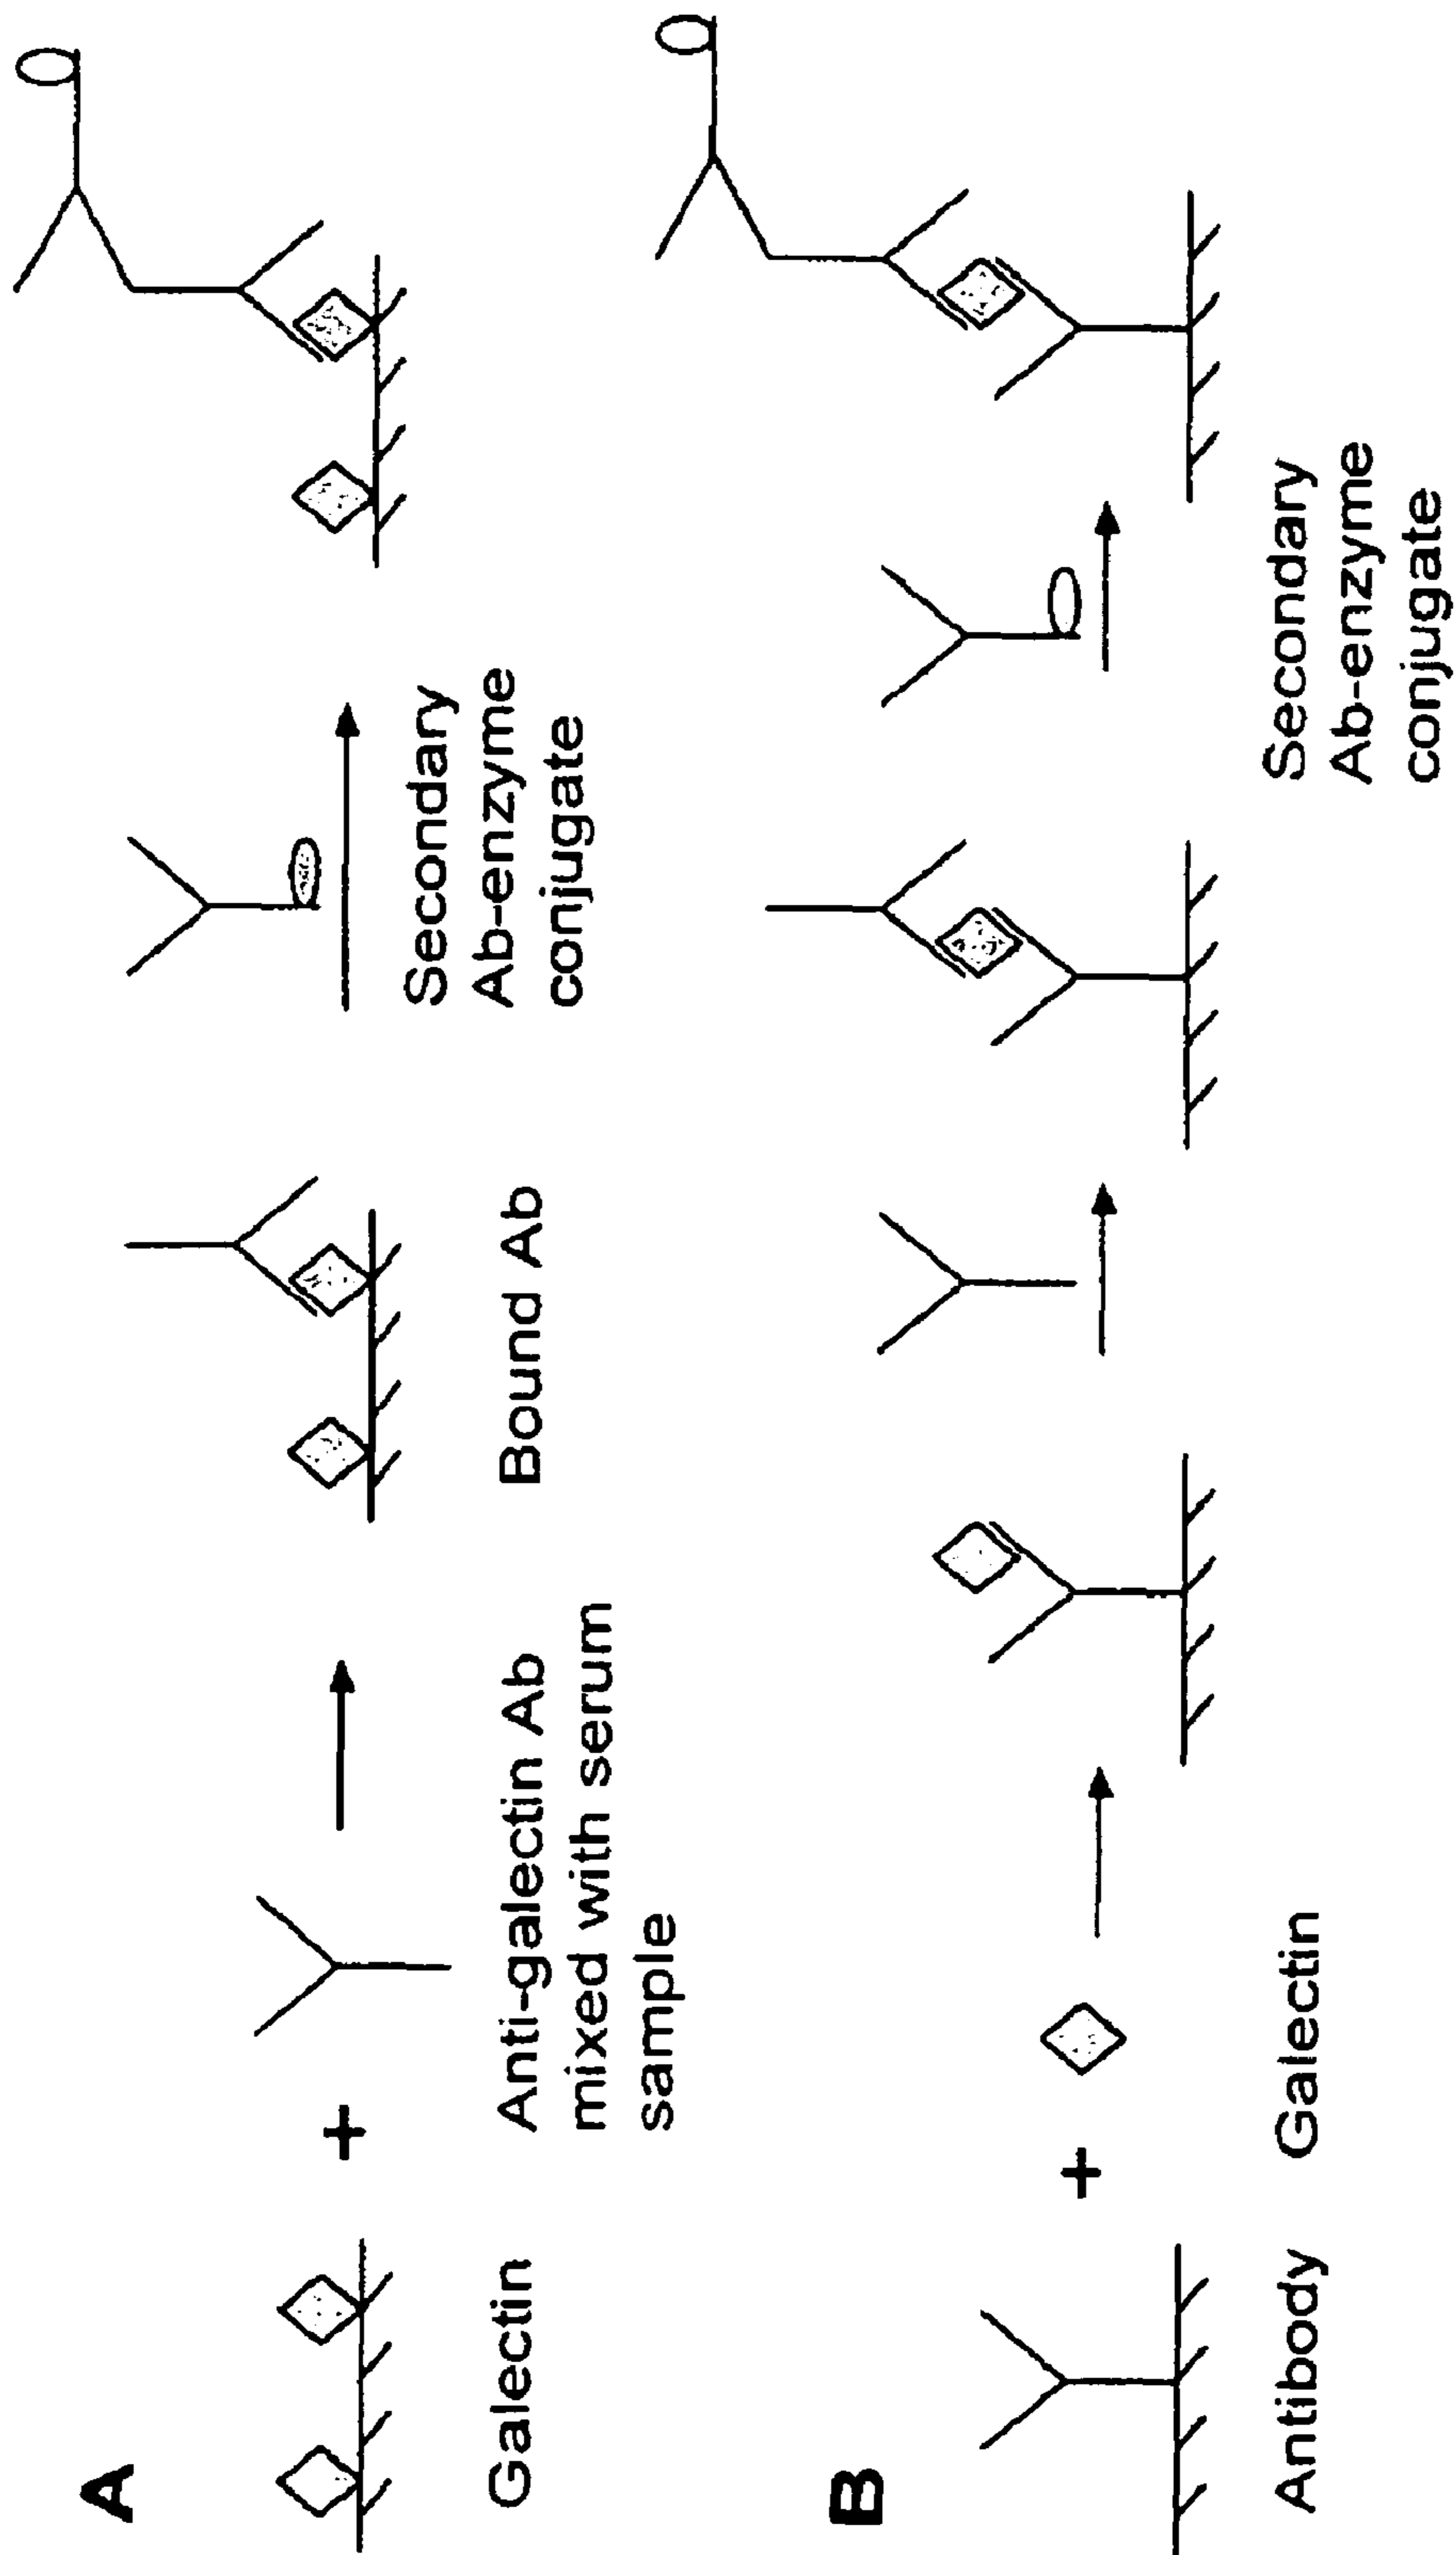 A
Galectin
Anti-galectin Ab
mixed with serum
sample
Bound Ab
Secondary
Ab-enzyme
conjugate
B
Antibody
Galectin
Secondary
Ab-enzyme
conjugate